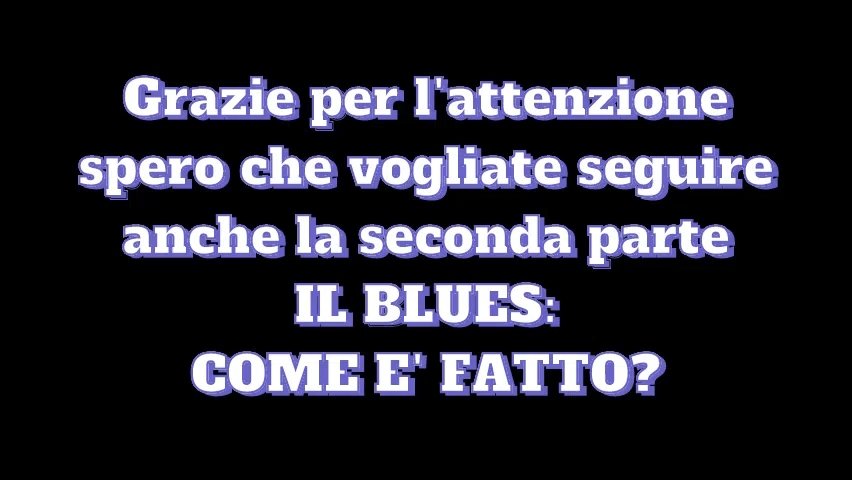 Grazie per l'attenzione
spero che vogliate seguire
anche la seconda parte
IL BLUES:
COME E' FATTO?